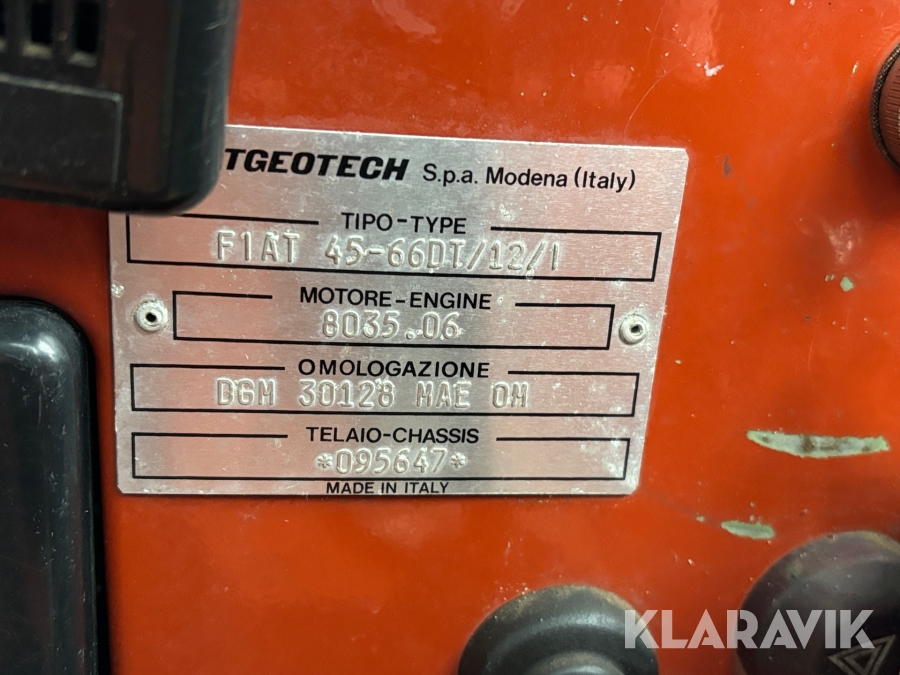 TGEOTECH S.p.a. Modena (Italy)
TIPO-TYPE
FIAT 45-66DT/12/1
MOTORE-ENGINE
8035.06
OMOLOGAZIONE
DGM 30128 MAE OM
TELAIO-CHASSIS
*095647*
MADE IN ITALY
KLARAVIK